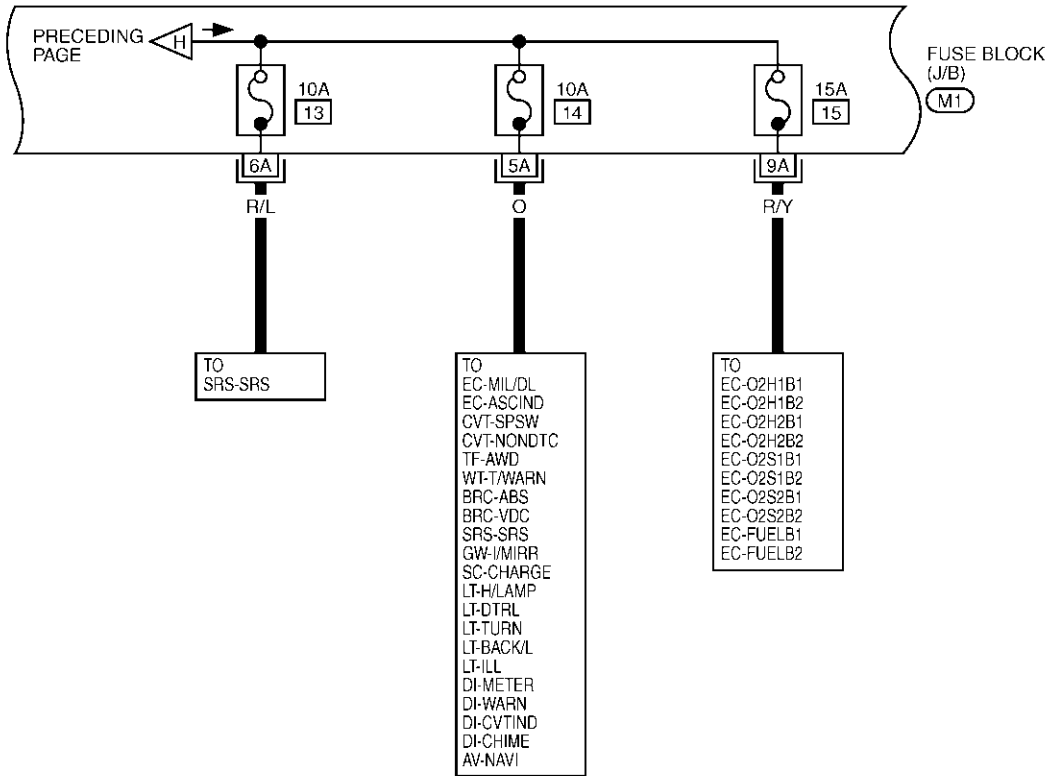 PRECEDING
PAGE
H
FUSE BLOCK
(J/B)
M1
10A
13
10A
14
15A
15
6A
5A
9A
R/L
O
R/Y
TO
SRS-SRS
TO
EC-MIL/DL
EC-ASCIND
CVT-SPSW
CVT-NONDTC
TF-AWD
WT-T/WARN
BRC-ABS
BRC-VDC
SRS-SRS
GW-I/MIRR
SC-CHARGE
LT-H/LAMP
LT-DTRL
LT-TURN
LT-BACK/L
LT-ILL
DI-METER
DI-WARN
DI-CVTIND
DI-CHIME
AV-NAVI
TO
EC-O2H1B1
EC-O2H1B2
EC-O2H2B1
EC-O2H2B2
EC-O2S1B1
EC-O2S1B2
EC-O2S2B1
EC-O2S2B2
EC-FUELB1
EC-FUELB2